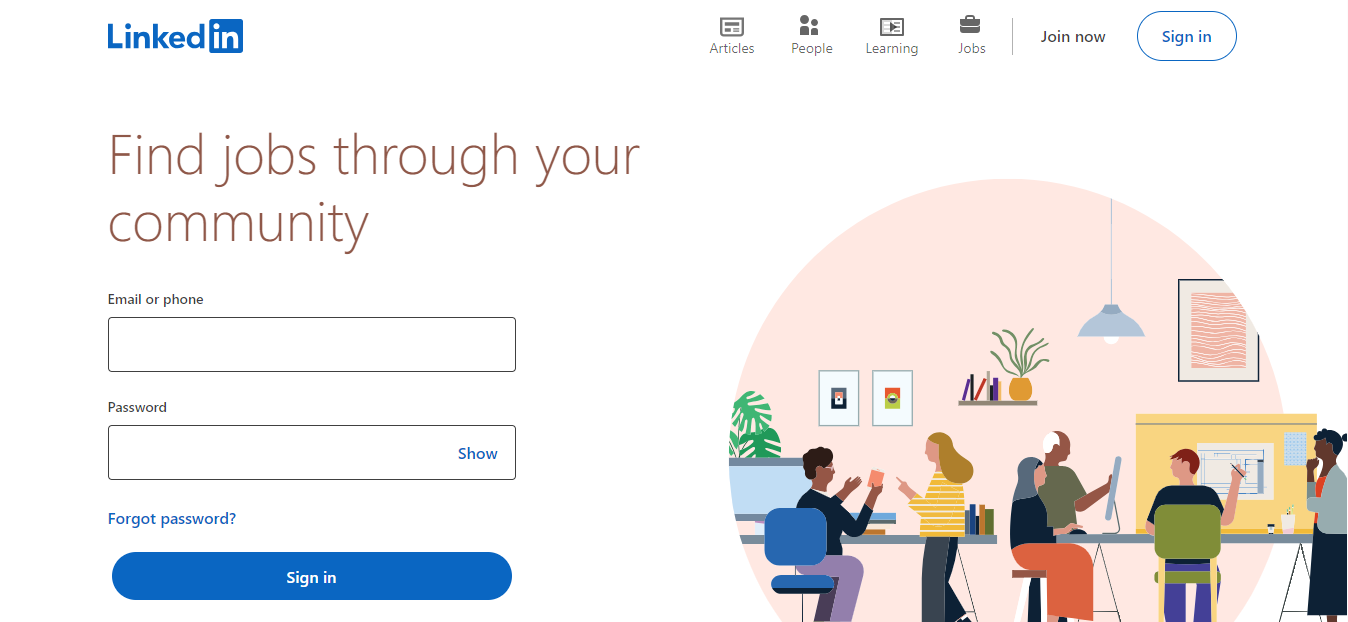 Linkedin
Articles
People
Learning
Jobs
Join now
Sign in
Find jobs through your
community
Email or phone
Password
Show
Forgot password?
Sign in